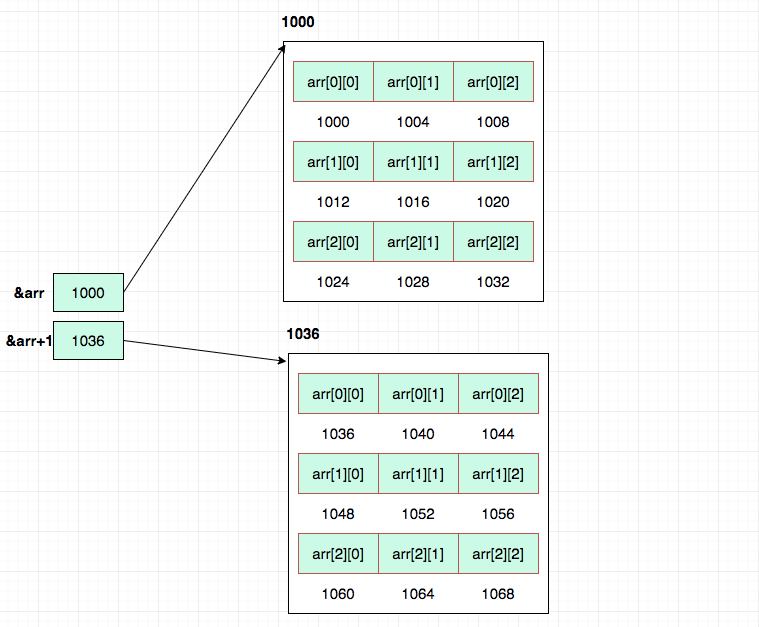 1000
arr[0][0] arr[0][1] arr[0][2]
1000 1004 1008
arr[1][0] arr[1][1] arr[1][2]
1012 1016 1020
arr[2][0] arr[2][1] arr[2][2]
1024 1028 1032
&arr 1000
&arr+1 1036
1036
arr[0][0] arr[0][1] arr[0][2]
1036 1040 1044
arr[1][0] arr[1][1] arr[1][2]
1048 1052 1056
arr[2][0] arr[2][1] arr[2][2]
1060 1064 1068